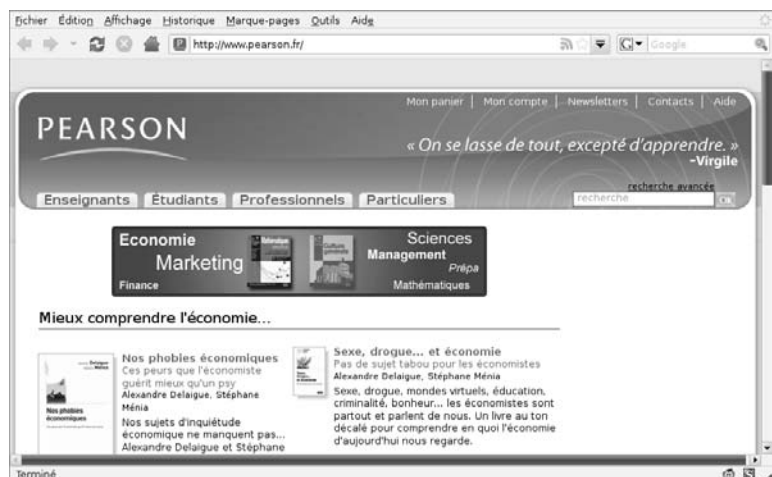 Fichier Édition Affichage Historique Marque-pages Outils Aide
http://www.pearson.fr/
Google
Mon panier | Mon compte | Newsletters | Contacts | Aide
PEARSON
« On se lasse de tout, excepté d'apprendre. »
-Virgile
recherche avancée
Enseignants Étudiants Professionnels Particuliers
recherche
Economie
Marketing
Finance
Culture générale
Sciences
Management
Prépa
Mathématiques
Mieux comprendre l'économie...
Nos phobies économiques
Nos phobies économiques
Ces peurs que l'économiste
guérit mieux qu'un psy
Alexandre Delaigue, Stéphane
Ménia
Nos sujets d'inquiétude
économique ne manquent pas...
Alexandre Delaigue et Stéphane
Sexe, drogue... et économie
Pas de sujet tabou pour les économistes
Alexandre Delaigue, Stéphane Ménia
Sexe, drogue, mondes virtuels, éducation,
criminalité, bonheur... les économistes sont
partout et parlent de nous. Un livre au ton
décalé pour comprendre en quoi l'économie
d'aujourd'hui nous regarde.
Terminé